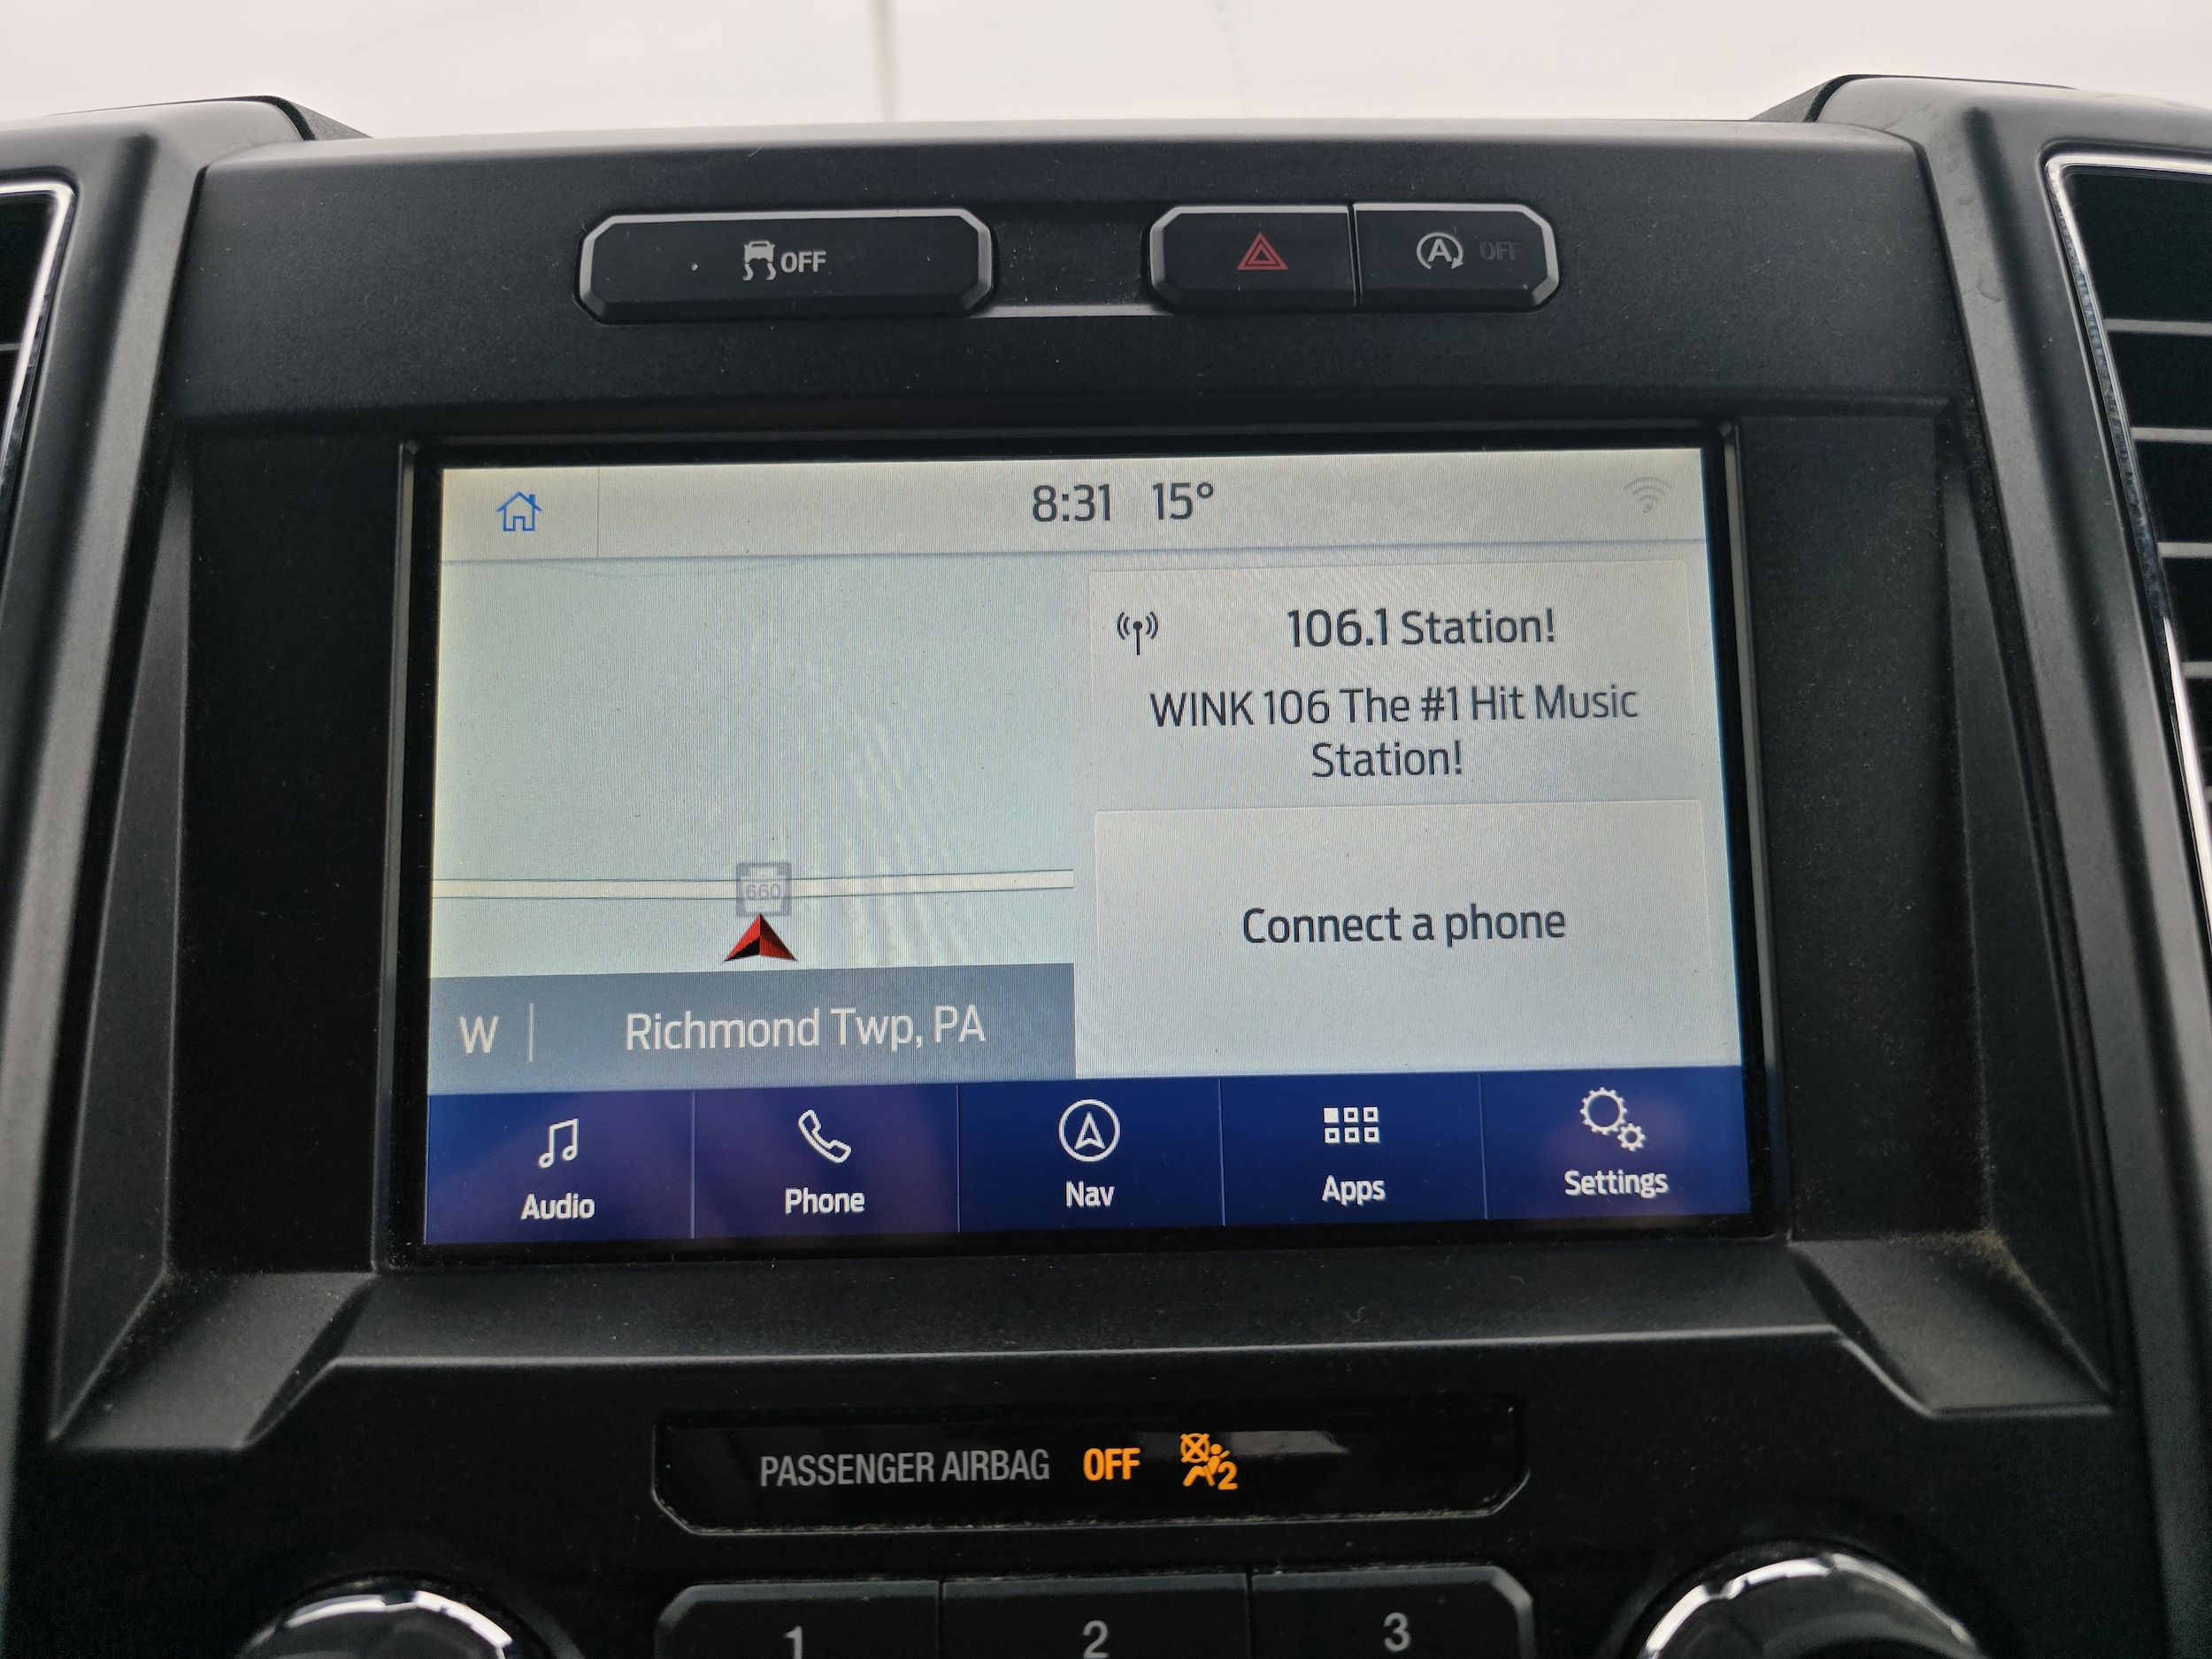 OFF
A OFF
8:31 15°
106.1 Station!
WINK 106 The #1 Hit Music
Station!
660
Connect a phone
W Richmond Twp, PA
Audio Phone Nav Apps Settings
PASSENGER AIRBAG OFF 2
1 2 3